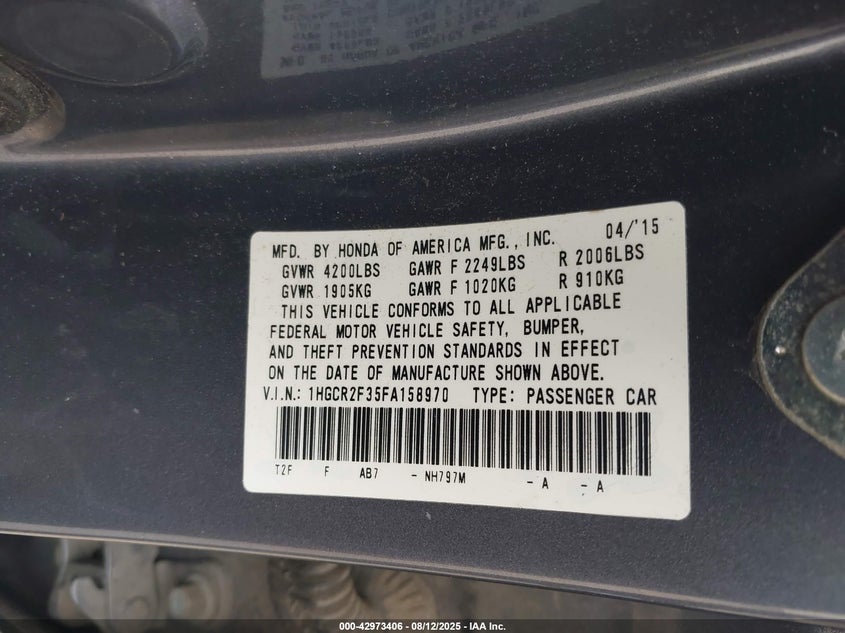 MFD. BY HONDA OF AMERICA MFG., INC. 04/'15
GVWR 4200LBS GAWR F 2249LBS R 2006LBS
GVWR 1905KG GAWR F 1020KG R 910KG
THIS VEHICLE CONFORMS TO ALL APPLICABLE
FEDERAL MOTOR VEHICLE SAFETY, BUMPER,
AND THEFT PREVENTION STANDARDS IN EFFECT
ON THE DATE OF MANUFACTURE SHOWN ABOVE.
V.I.N.: 1HGCR2F35FA158970 TYPE: PASSENGER CAR
T2F F AB7 - NH797M - A - A
000-42973406 - 08/12/2025 - IAA Inc.